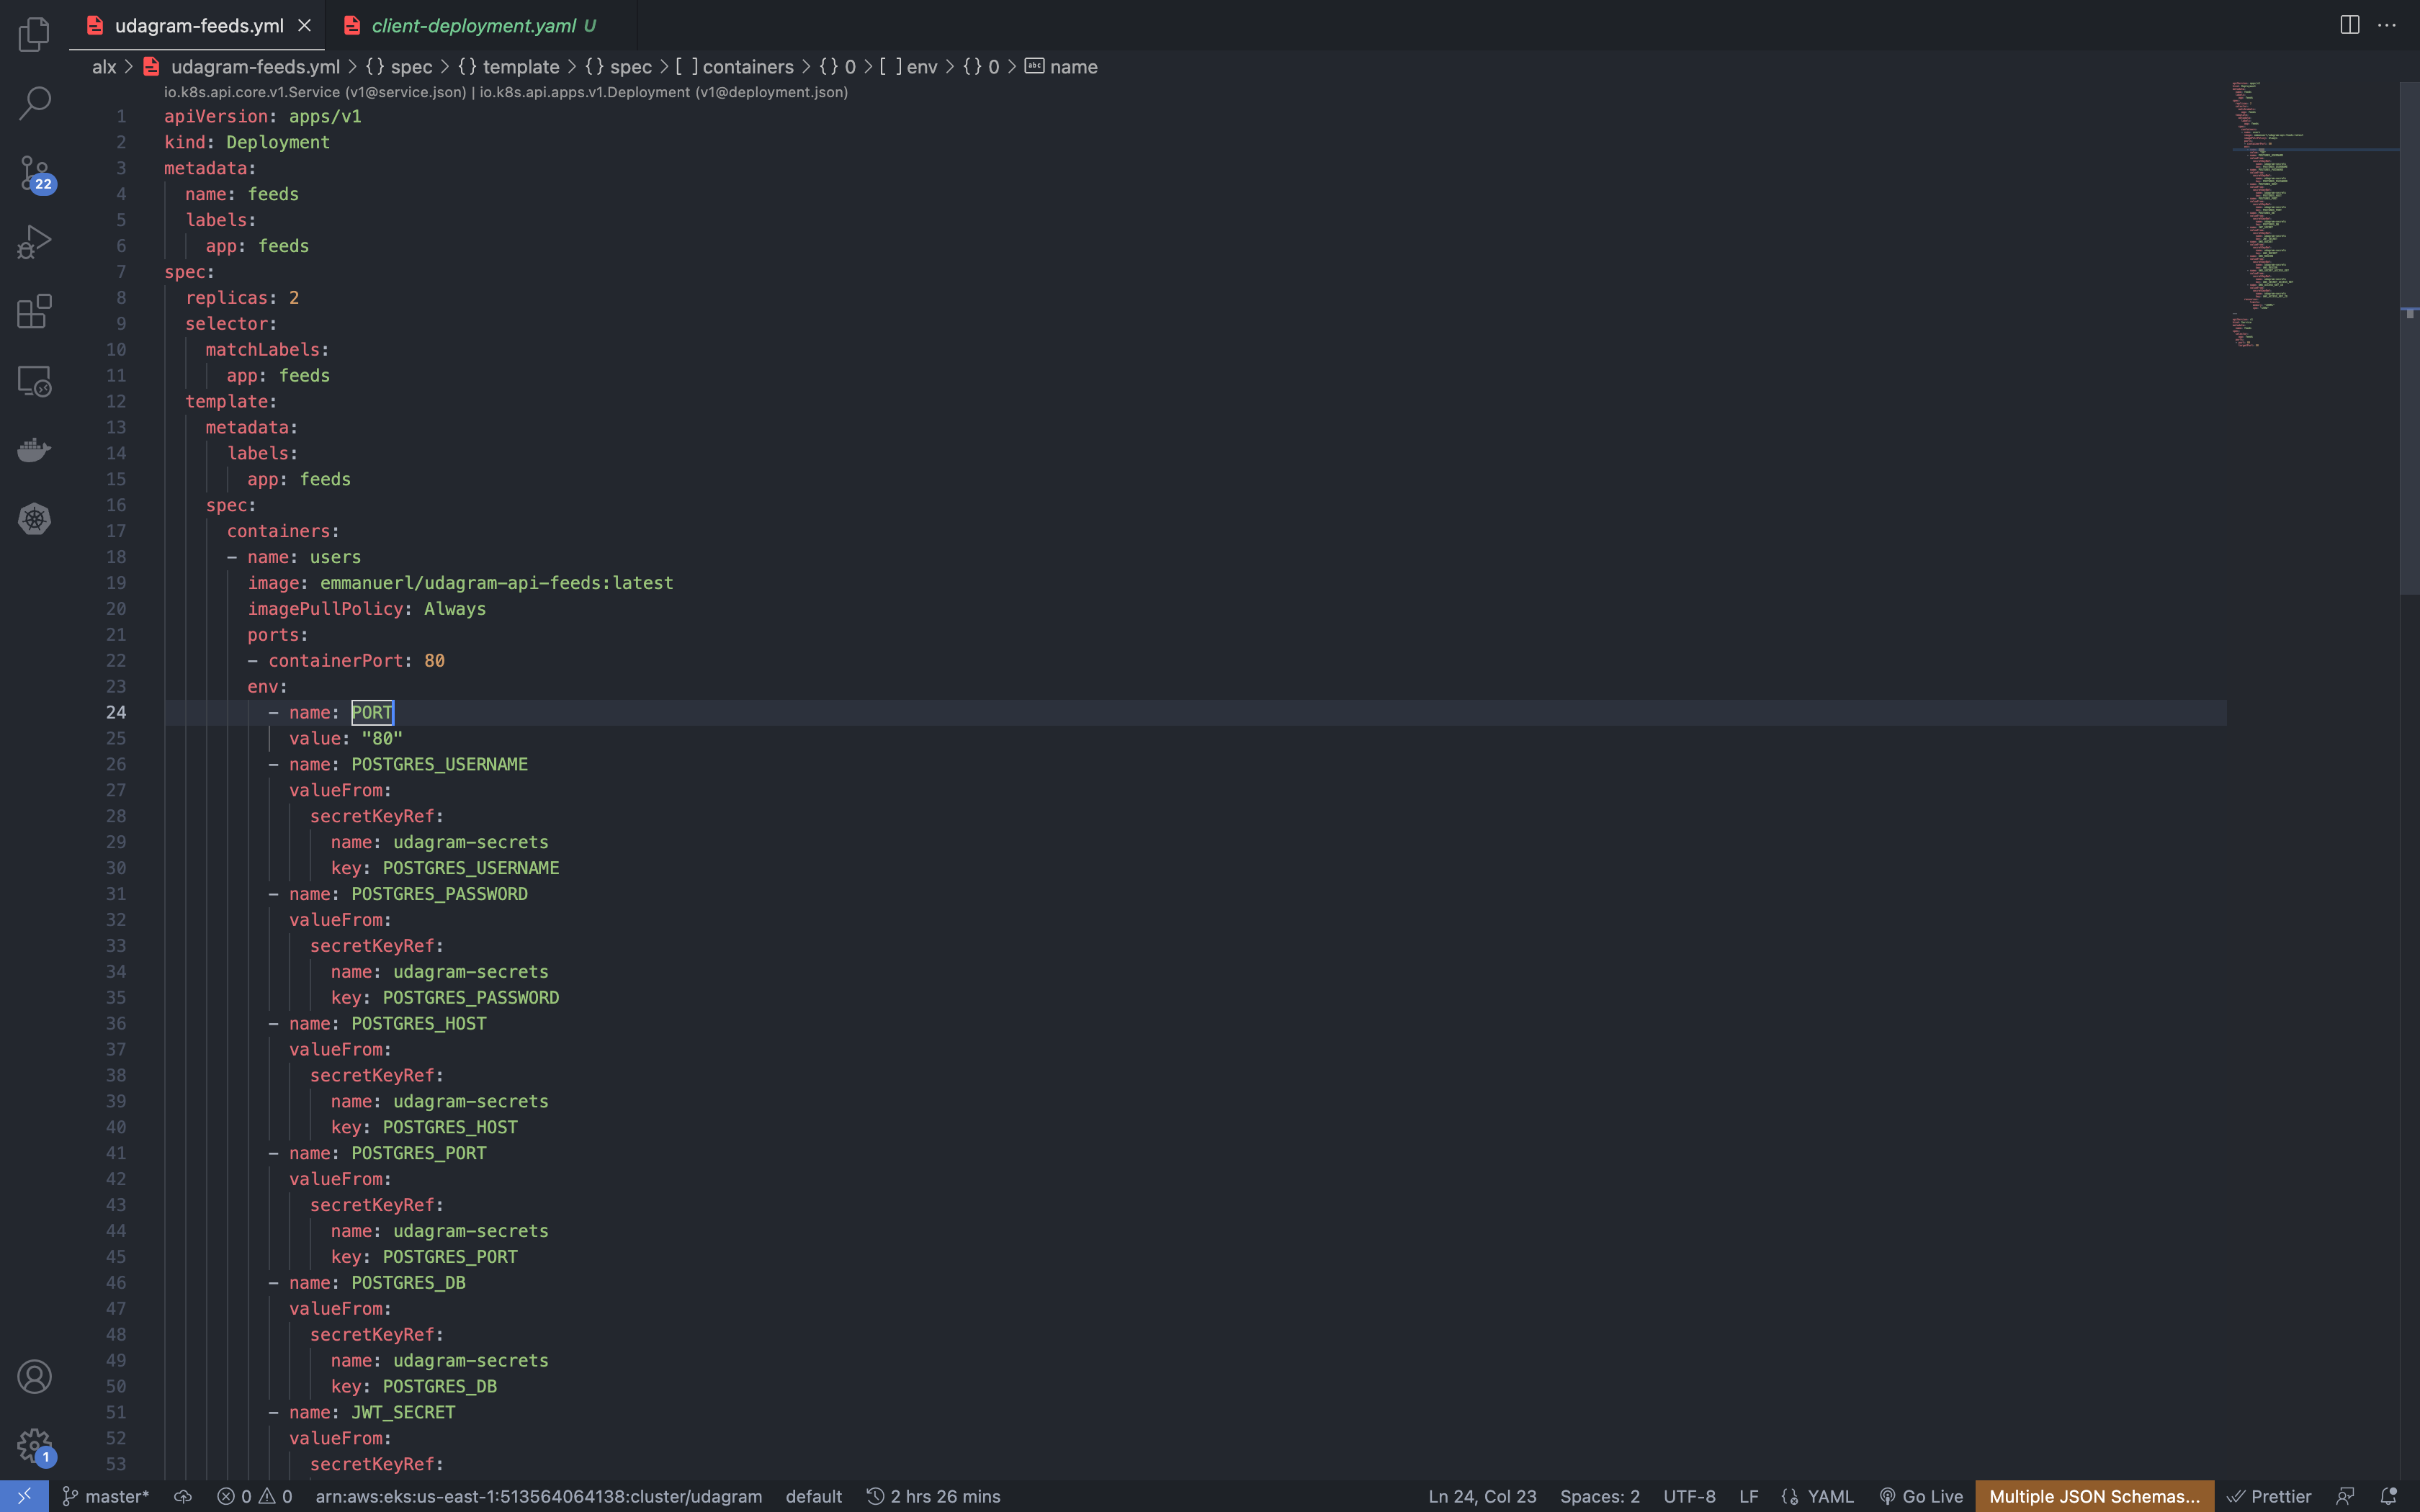 udagram-feeds.yml
client-deployment.yaml U
alx > udagram-feeds.yml > {} spec > {} template > {} spec > [ ] containers > {} 0 > [ ] env > {} 0 > abc name
io.k8s.api.core.v1.Service (v1@service.json) | io.k8s.api.apps.v1.Deployment (v1@deployment.json)
1 apiVersion: apps/v1
2 kind: Deployment
3 metadata:
4 name: feeds
5 labels:
6 app: feeds
7 spec:
8 replicas: 2
9 selector:
10 matchLabels:
11 app: feeds
12 template:
13 metadata:
14 labels:
15 app: feeds
16 spec:
17 containers:
18 - name: users
19 image: emmanuerl/udagram-api-feeds:latest
20 imagePullPolicy: Always
21 ports:
22 - containerPort: 80
23 env:
24 - name: PORT
25 value: "80"
26 - name: POSTGRES_USERNAME
27 valueFrom:
28 secretKeyRef:
29 name: udagram-secrets
30 key: POSTGRES_USERNAME
31 - name: POSTGRES_PASSWORD
32 valueFrom:
33 secretKeyRef:
34 name: udagram-secrets
35 key: POSTGRES_PASSWORD
36 - name: POSTGRES_HOST
37 valueFrom:
38 secretKeyRef:
39 name: udagram-secrets
40 key: POSTGRES_HOST
41 - name: POSTGRES_PORT
42 valueFrom:
43 secretKeyRef:
44 name: udagram-secrets
45 key: POSTGRES_PORT
46 - name: POSTGRES_DB
47 valueFrom:
48 secretKeyRef:
49 name: udagram-secrets
50 key: POSTGRES_DB
51 - name: JWT_SECRET
52 valueFrom:
53 secretKeyRef:
22
1
master* 0 0 arn:aws:eks:us-east-1:513564064138:cluster/udagram default 2 hrs 26 mins Ln 24, Col 23 Spaces: 2 UTF-8 LF YAML Go Live Multiple JSON Schemas... Prettier